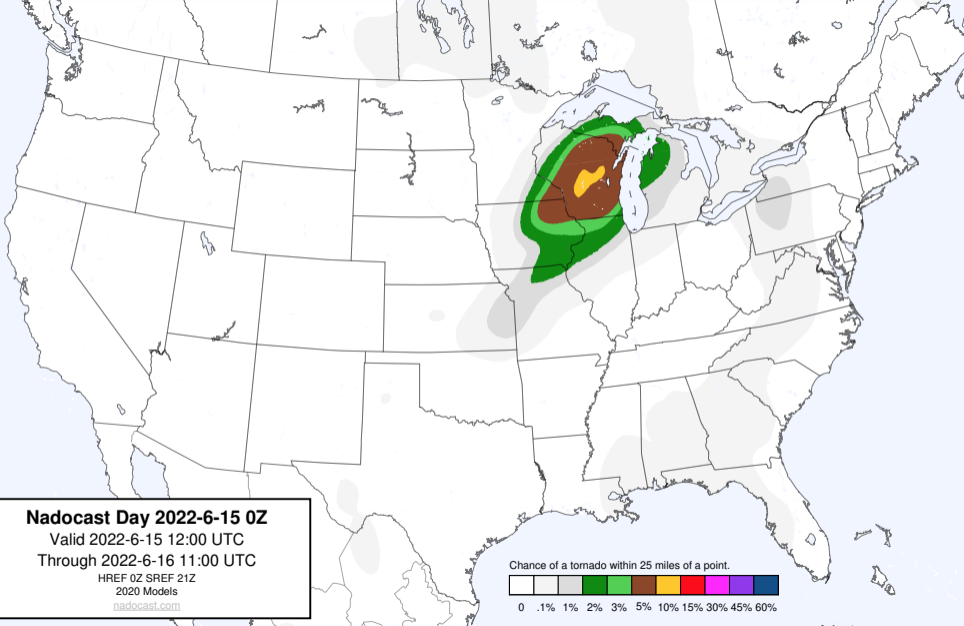 Nadocast Day 2022-6-15 0Z
Valid 2022-6-15 12:00 UTC
Through 2022-6-16 11:00 UTC
HREF 0Z SREF 21Z
2020 Models
nadocast.com
Chance of a tornado within 25 miles of a point.
0 .1% 1% 2% 3% 5% 10% 15% 30% 45% 60%